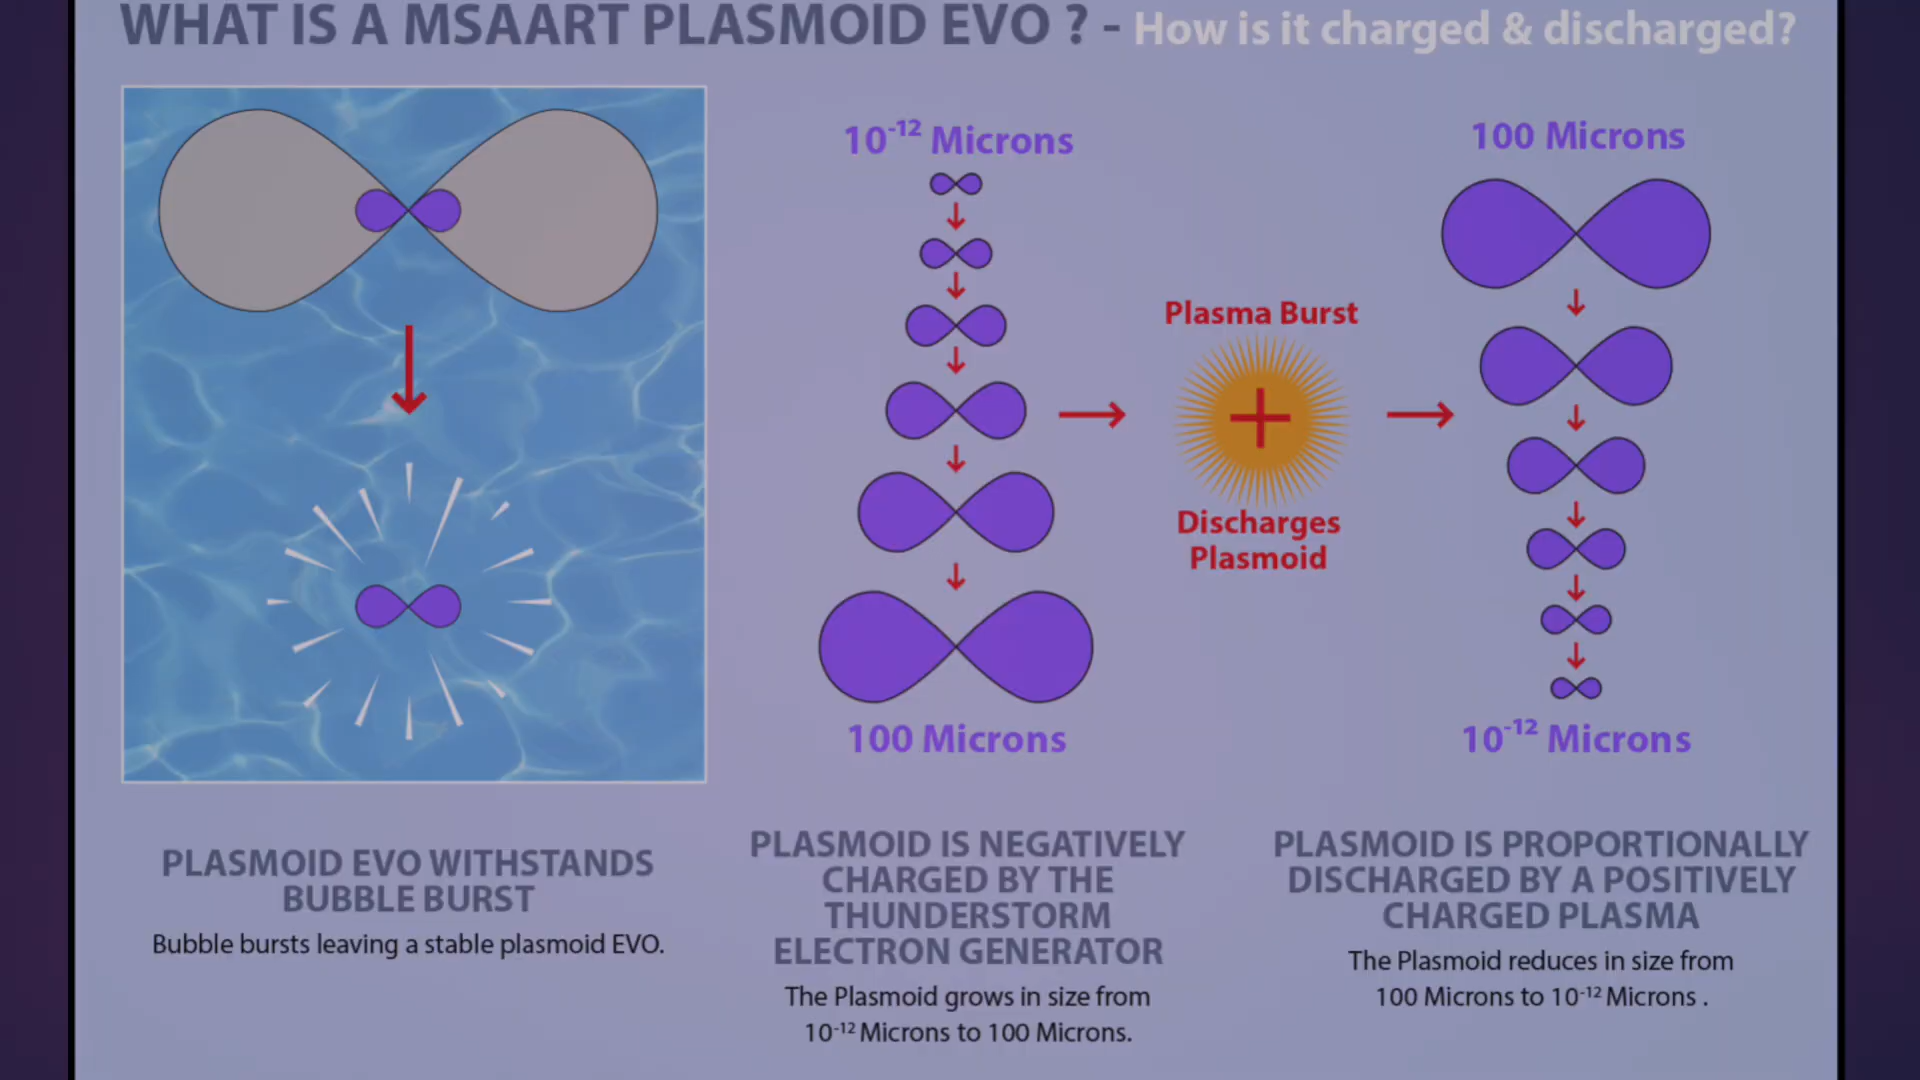 WHAT IS A MSAART PLASMOID EVO ? - How is it charged & discharged?
10⁻¹² Microns
100 Microns
Plasma Burst
Discharges
Plasmoid
100 Microns
10⁻¹² Microns
PLASMOID EVO WITHSTANDS
BUBBLE BURST
Bubble bursts leaving a stable plasmoid EVO.
PLASMOID IS NEGATIVELY
CHARGED BY THE
THUNDERSTORM
ELECTRON GENERATOR
The Plasmoid grows in size from
10⁻¹² Microns to 100 Microns.
PLASMOID IS PROPORTIONALLY
DISCHARGED BY A POSITIVELY
CHARGED PLASMA
The Plasmoid reduces in size from
100 Microns to 10⁻¹² Microns .